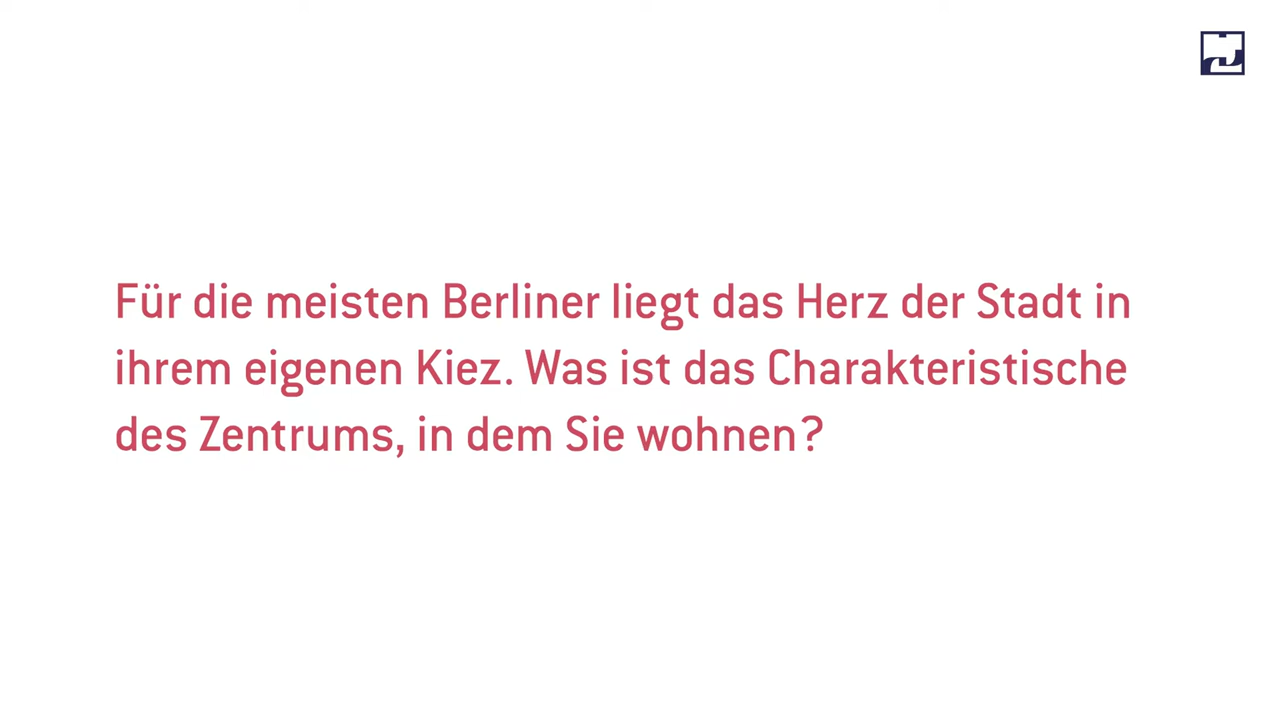 Für die meisten Berliner liegt das Herz der Stadt in
ihrem eigenen Kiez. Was ist das Charakteristische
des Zentrums, in dem Sie wohnen?